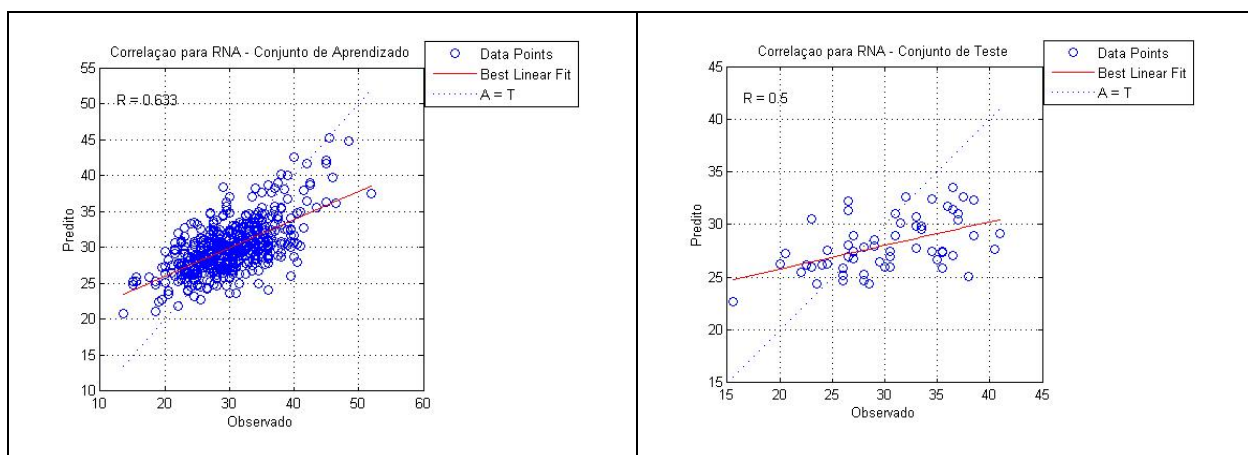 Correlaçao para RNA - Conjunto de Aprendizado
Data Points
Best Linear Fit
A = T
R = 0.633
55
50
45
40
35
30
25
20
15
10
Predito
10 20 30 40 50 60
Observado
Correlaçao para RNA - Conjunto de Teste
Data Points
Best Linear Fit
A = T
R = 0.5
45
40
35
30
25
20
15
Predito
15 20 25 30 35 40 45
Observado